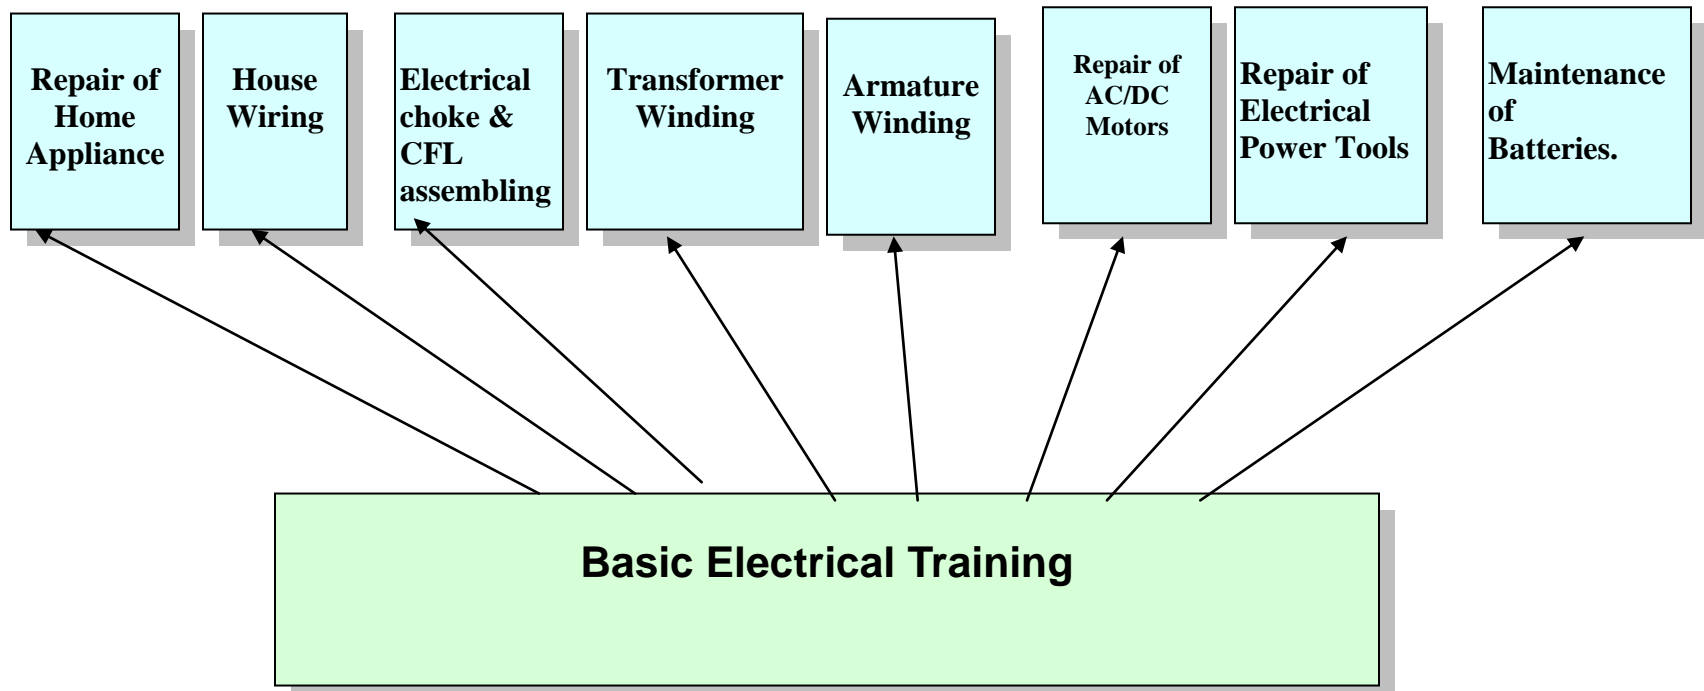 Repair of
Home
Appliance
House
Wiring
Electrical
choke &
CFL
assembling
Transformer
Winding
Armature
Winding
Repair of
AC/DC
Motors
Repair of
Electrical
Power Tools
Maintenance
of
Batteries.
Basic Electrical Training